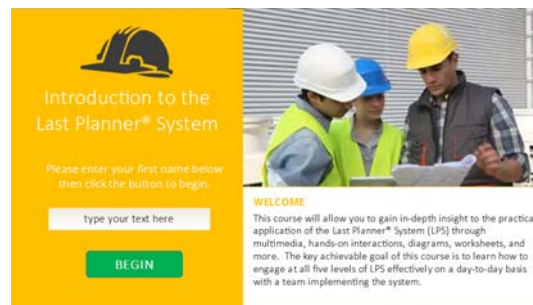 Introduction to the
Last Planner® System
Please enter your first name below
then click the button to begin.
type your text here
BEGIN
WELCOME
This course will allow you to gain in-depth insight to the practica
application of the Last Planner® System (LPS) through
multimedia, hands-on interactions, diagrams, worksheets, and
more. The key achievable goal of this course is to learn how to
engage at all five levels of LPS effectively on a day-to-day basis
with a team implementing the system.